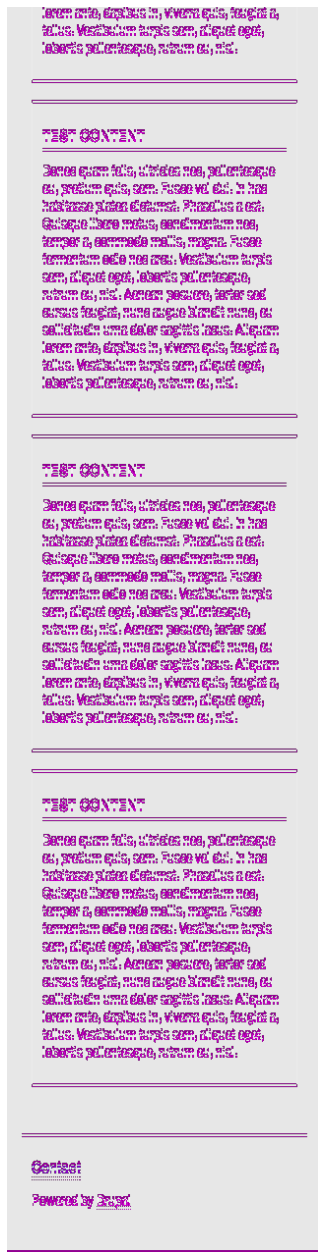 lorem ante, dapibus in, viverra quis, feugiat a,
tellus. Vestibulum turpis sem, aliquet eget,
lobortis pellentesque, rutrum eu, nisl.
TEST CONTENT
Donec quam felis, ultricies nec, pellentesque
eu, pretium quis, sem. Fusce vel dui. In hac
habitasse platea dictumst. Phasellus a est.
Quisque libero metus, condimentum nec,
tempor a, commodo mollis, magna. Fusce
fermentum odio nec arcu. Vestibulum turpis
sem, aliquet eget, lobortis pellentesque,
rutrum eu, nisl. Aenean posuere, tortor sed
cursus feugiat, nunc augue blandit nunc, eu
sollicitudin urna dolor sagittis lacus. Aliquam
lorem ante, dapibus in, viverra quis, feugiat a,
tellus. Vestibulum turpis sem, aliquet eget,
lobortis pellentesque, rutrum eu, nisl.
TEST CONTENT
Donec quam felis, ultricies nec, pellentesque
eu, pretium quis, sem. Fusce vel dui. In hac
habitasse platea dictumst. Phasellus a est.
Quisque libero metus, condimentum nec,
tempor a, commodo mollis, magna. Fusce
fermentum odio nec arcu. Vestibulum turpis
sem, aliquet eget, lobortis pellentesque,
rutrum eu, nisl. Aenean posuere, tortor sed
cursus feugiat, nunc augue blandit nunc, eu
sollicitudin urna dolor sagittis lacus. Aliquam
lorem ante, dapibus in, viverra quis, feugiat a,
tellus. Vestibulum turpis sem, aliquet eget,
lobortis pellentesque, rutrum eu, nisl.
TEST CONTENT
Donec quam felis, ultricies nec, pellentesque
eu, pretium quis, sem. Fusce vel dui. In hac
habitasse platea dictumst. Phasellus a est.
Quisque libero metus, condimentum nec,
tempor a, commodo mollis, magna. Fusce
fermentum odio nec arcu. Vestibulum turpis
sem, aliquet eget, lobortis pellentesque,
rutrum eu, nisl. Aenean posuere, tortor sed
cursus feugiat, nunc augue blandit nunc, eu
sollicitudin urna dolor sagittis lacus. Aliquam
lorem ante, dapibus in, viverra quis, feugiat a,
tellus. Vestibulum turpis sem, aliquet eget,
lobortis pellentesque, rutrum eu, nisl.
Contact
Powered by Drupal